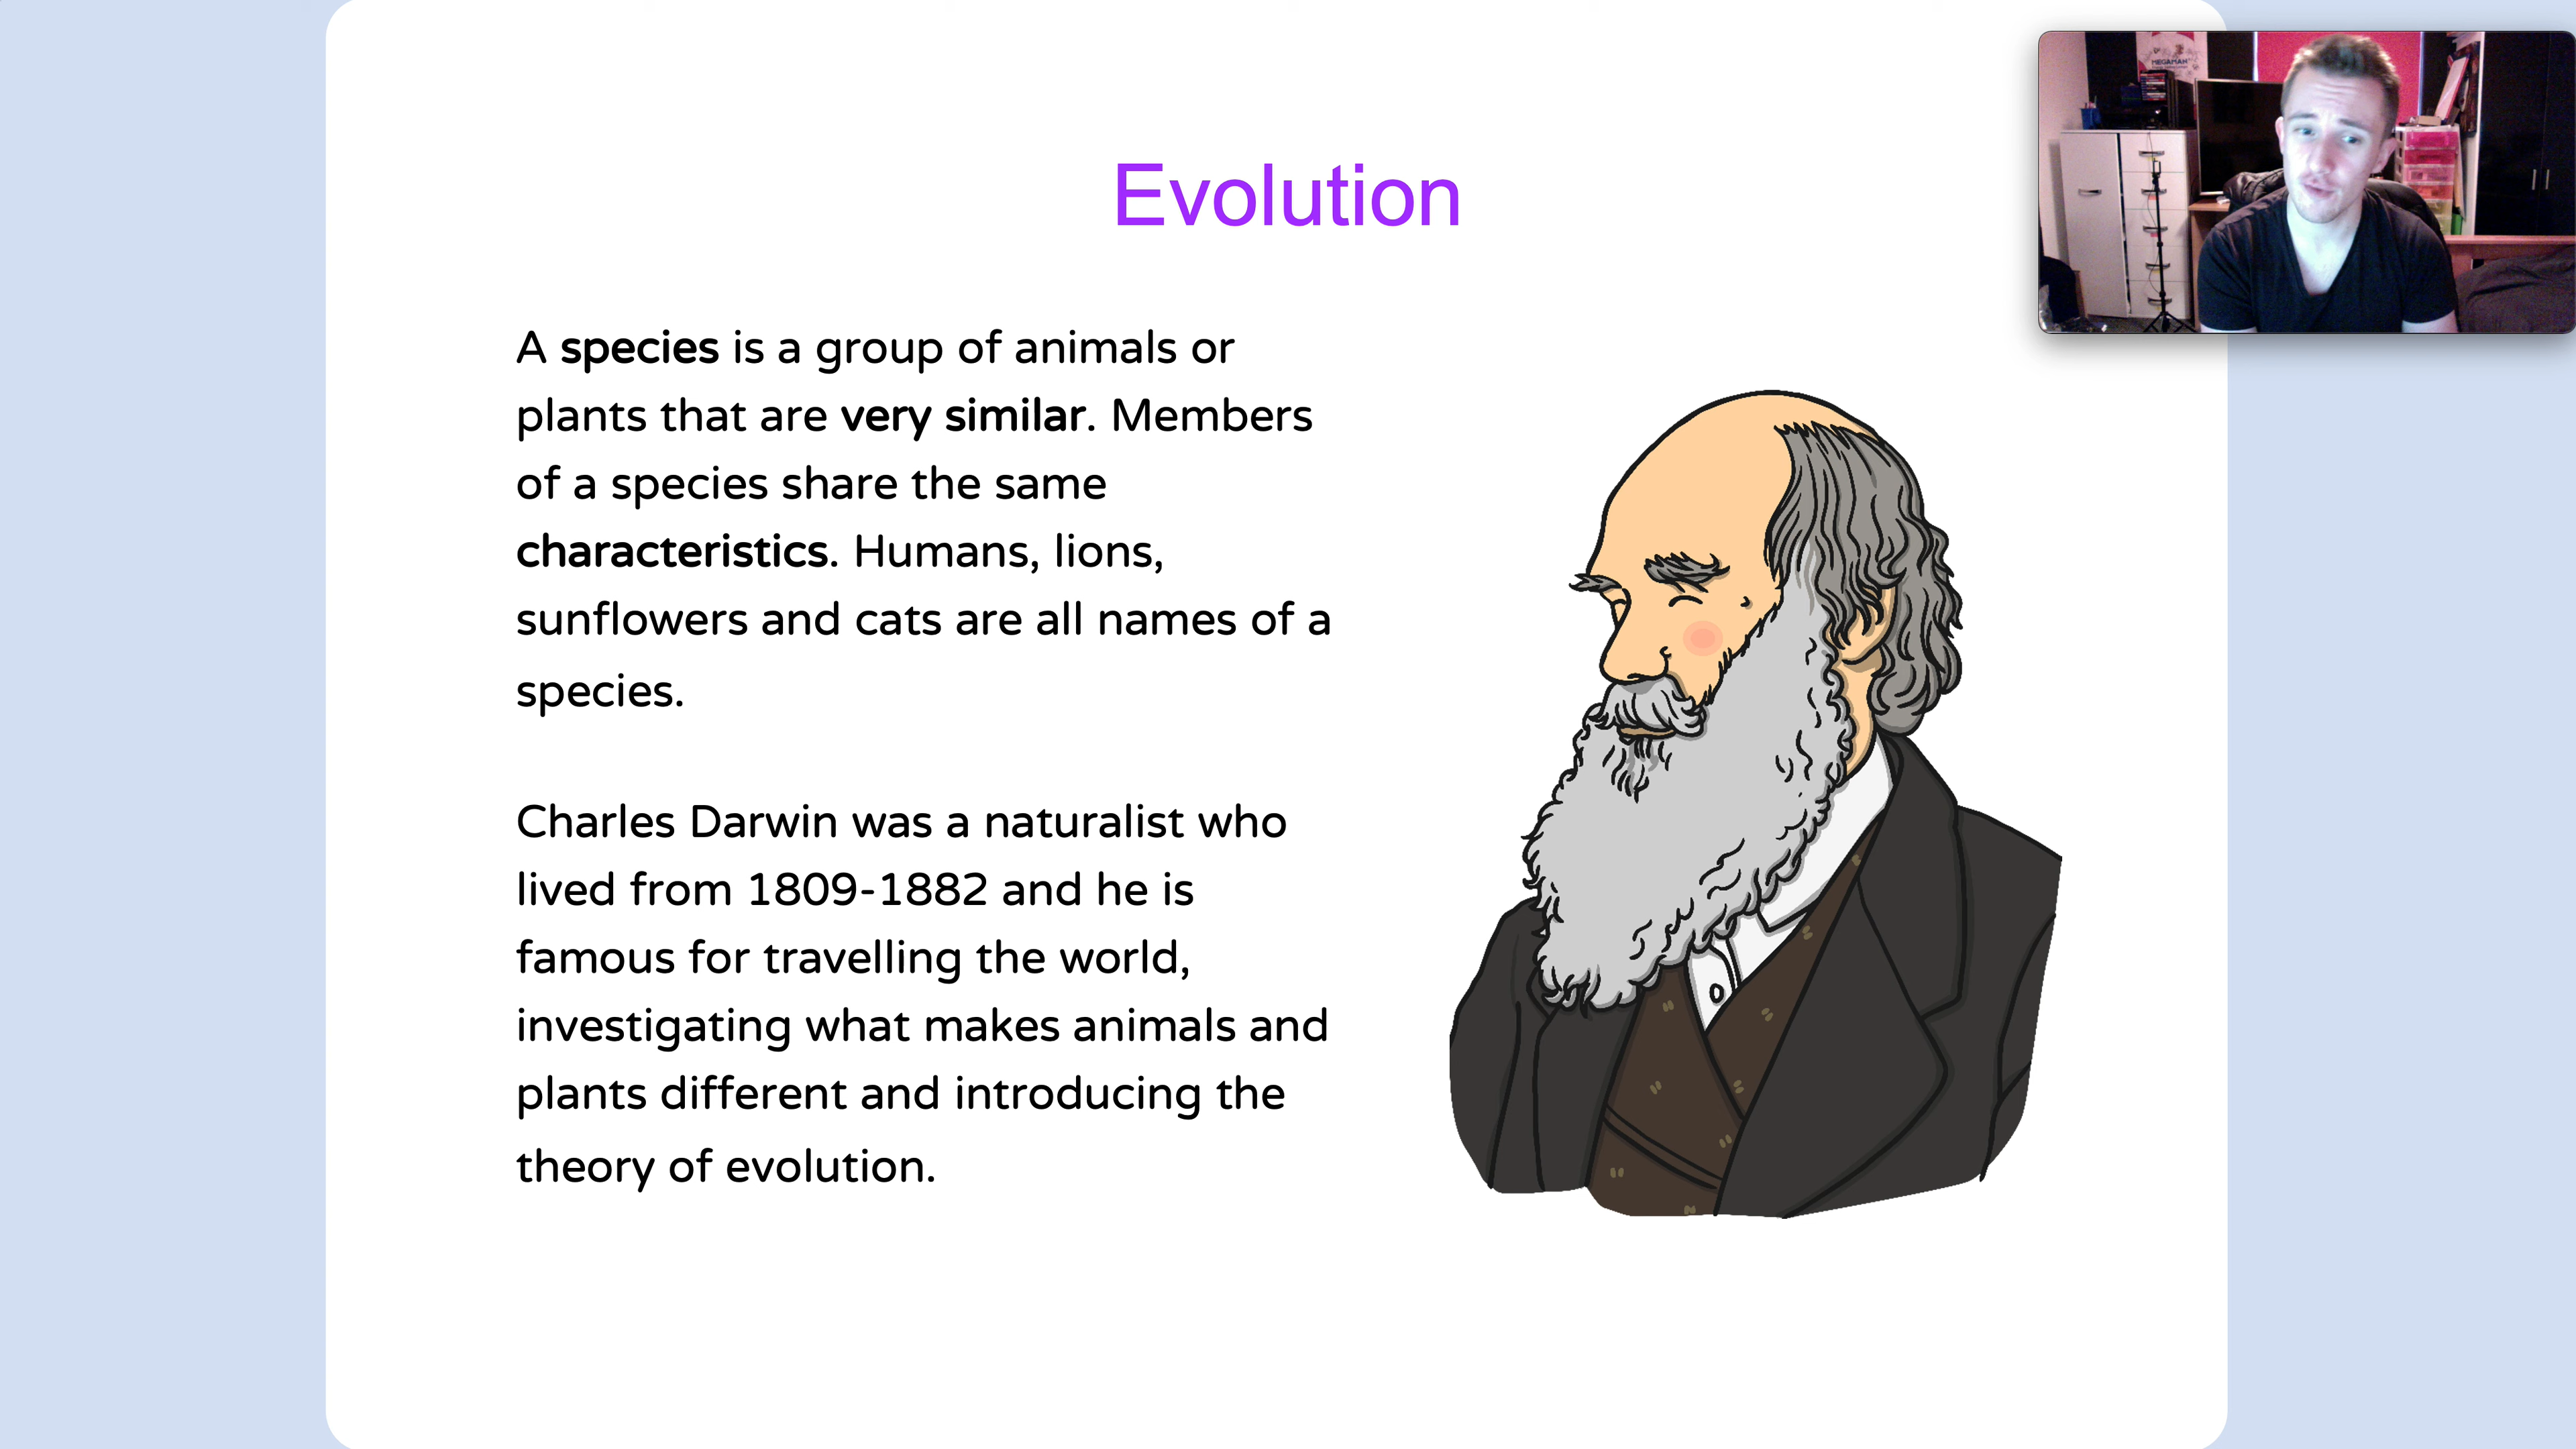 Evolution
MEGAMAN
A species is a group of animals or
plants that are very similar. Members
of a species share the same
characteristics. Humans, lions,
sunflowers and cats are all names of a
species.
Charles Darwin was a naturalist who
lived from 1809-1882 and he is
famous for travelling the world,
investigating what makes animals and
plants different and introducing the
theory of evolution.